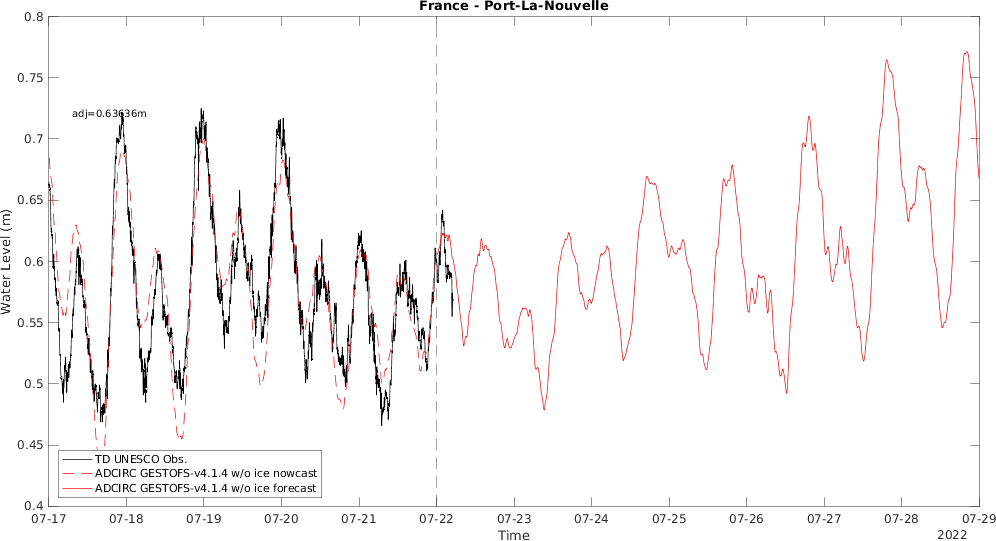 France - Port-La-Nouvelle
0.8
0.75
0.7
0.65
0.6
0.55
0.5
0.45
0.4
Water Level (m)
adj=0.63636m
TD UNESCO Obs.
ADCIRC GESTOFS-v4.1.4 w/o ice nowcast
ADCIRC GESTOFS-v4.1.4 w/o ice forecast
07-17 07-18 07-19 07-20 07-21 07-22 07-23 07-24 07-25 07-26 07-27 07-28 07-29
Time
2022